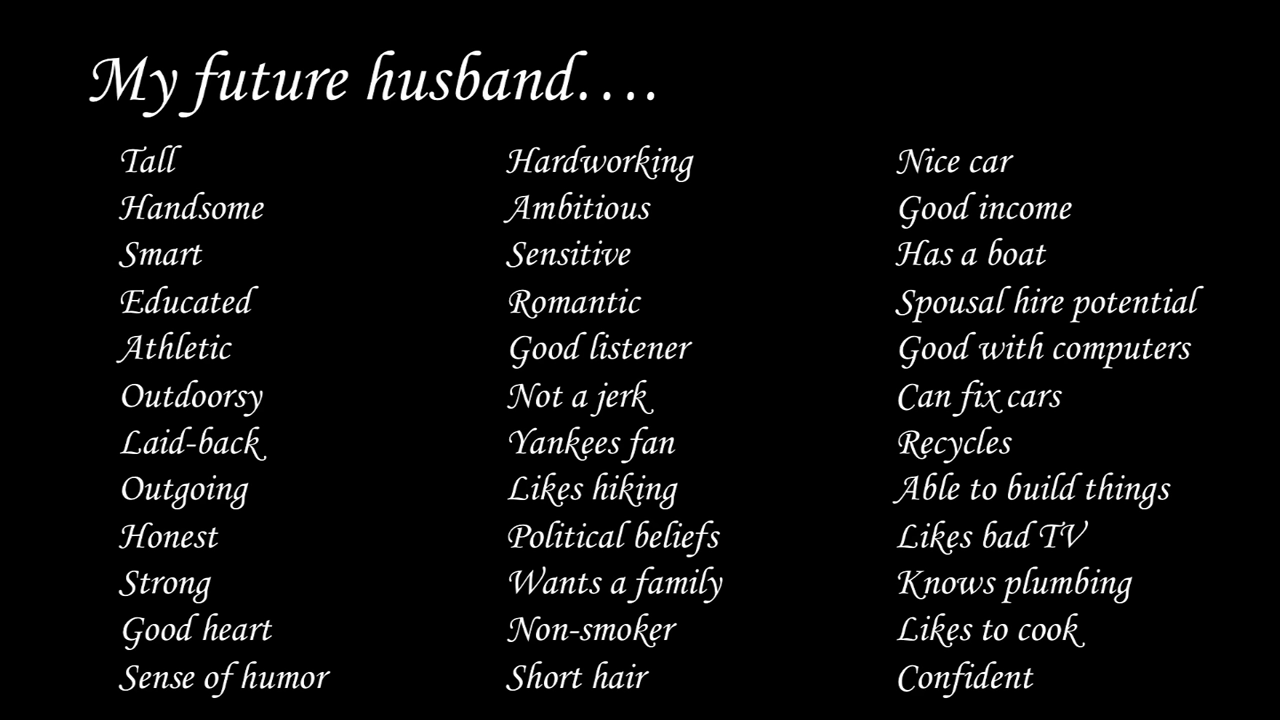 My future husband….
Tall
Handsome
Smart
Educated
Athletic
Outdoorsy
Laid-back
Outgoing
Honest
Strong
Good heart
Sense of humor
Hardworking
Ambitious
Sensitive
Romantic
Good listener
Not a jerk
Yankees fan
Likes hiking
Political beliefs
Wants a family
Non-smoker
Short hair
Nice car
Good income
Has a boat
Spousal hire potential
Good with computers
Can fix cars
Recycles
Able to build things
Likes bad TV
Knows plumbing
Likes to cook
Confident